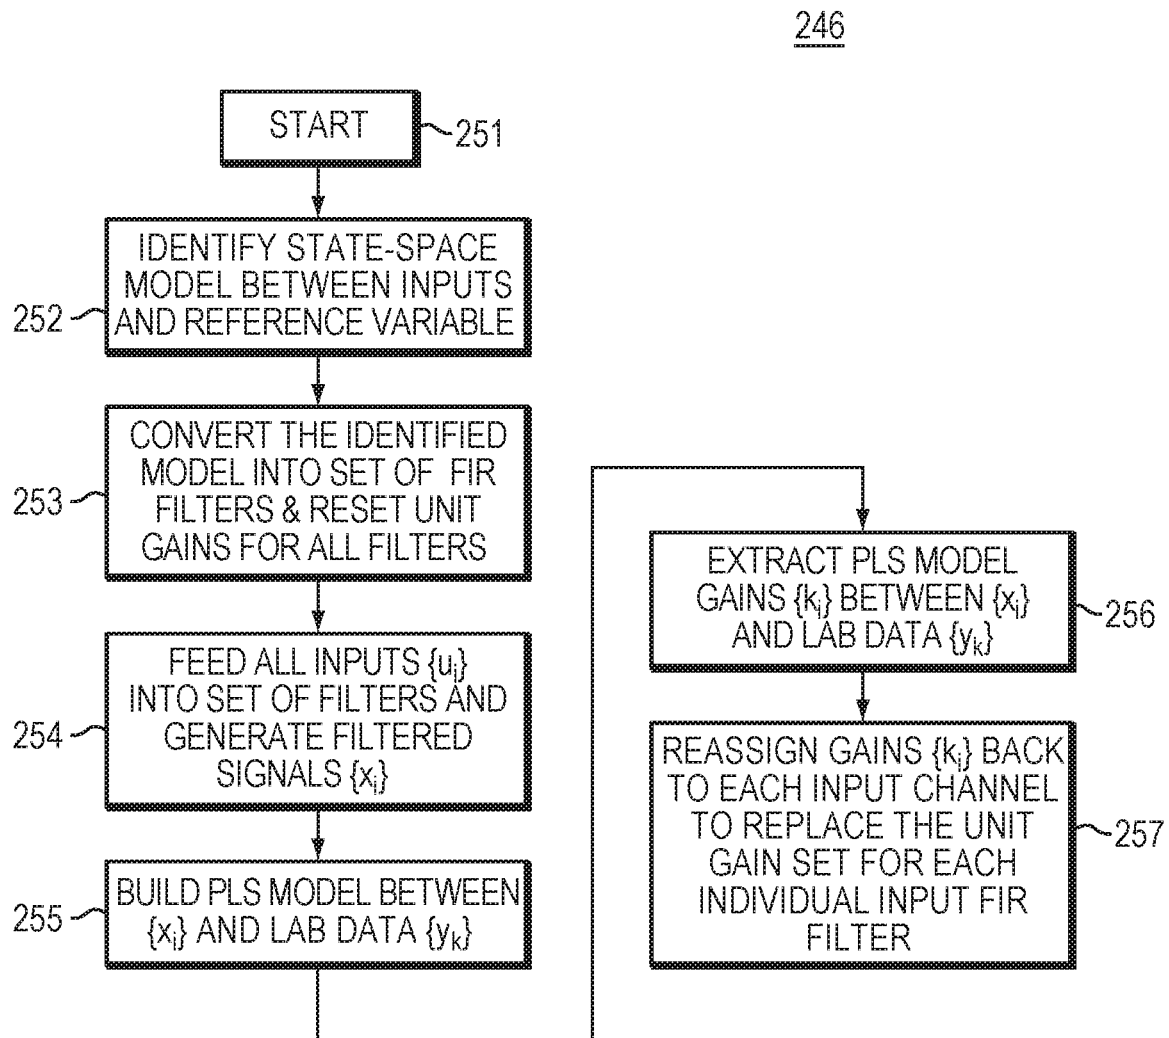 246
START
251
IDENTIFY STATE-SPACE
MODEL BETWEEN INPUTS
AND REFERENCE VARIABLE
252
CONVERT THE IDENTIFIED
MODEL INTO SET OF FIR
FILTERS & RESET UNIT
GAINS FOR ALL FILTERS
253
FEED ALL INPUTS {ui}
INTO SET OF FILTERS AND
GENERATE FILTERED
SIGNALS {xi}
254
BUILD PLS MODEL BETWEEN
{xi} AND LAB DATA {yk}
255
EXTRACT PLS MODEL
GAINS {ki} BETWEEN {xi}
AND LAB DATA {yk}
256
REASSIGN GAINS {ki} BACK
TO EACH INPUT CHANNEL
TO REPLACE THE UNIT
GAIN SET FOR EACH
INDIVIDUAL INPUT FIR
FILTER
257